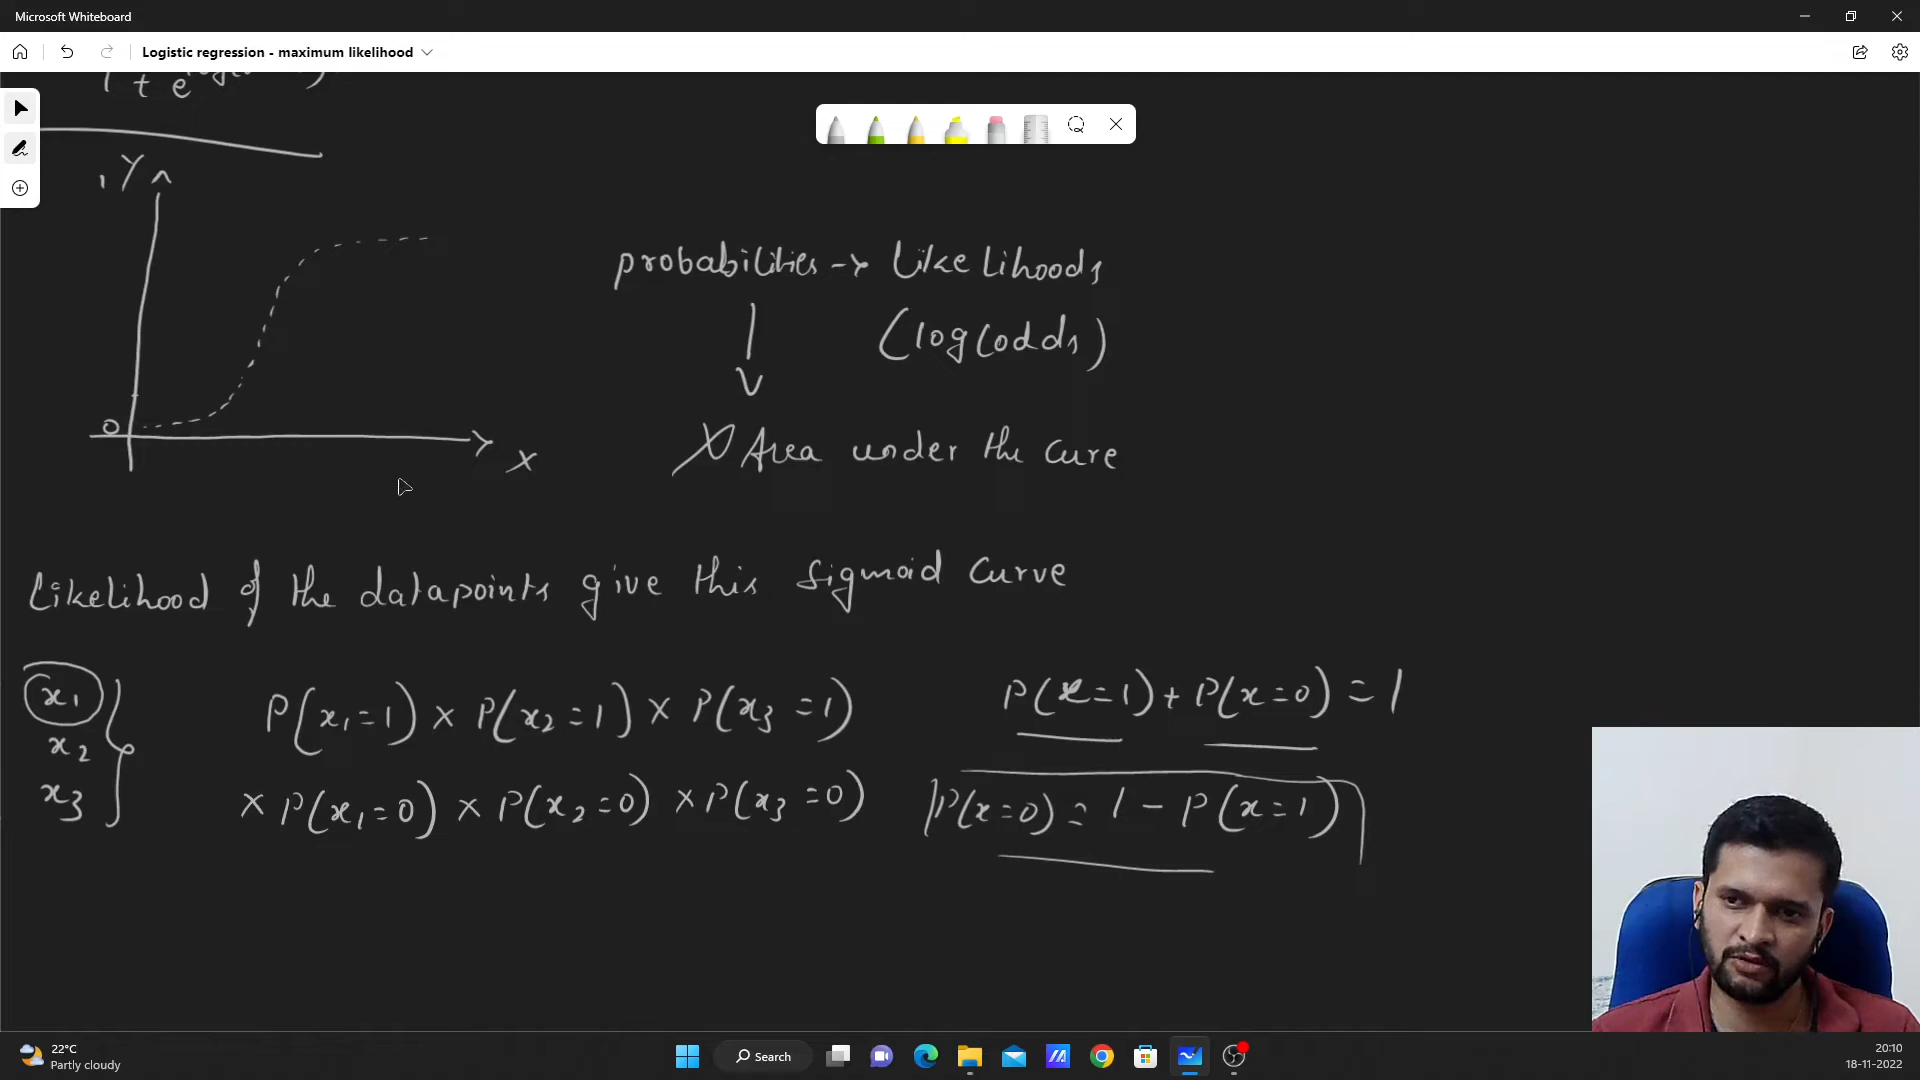 Microsoft Whiteboard
Logistic regression - maximum likelihood
1 + e
1 Y
0
X
probabilities -> Likelihoods
(log(odds)
X Area under the cure
Likelihood of the datapoints give this sigmoid curve
x1
x2
x3
P(x1=1) × P(x2=1) × P(x3=1)
× P(x1=0) × P(x2=0) × P(x3=0)
P(x=1) + P(x=0) = 1
P(x=0) = 1 - P(x=1)
22°C
Partly cloudy
Search
20:10
18-11-2022